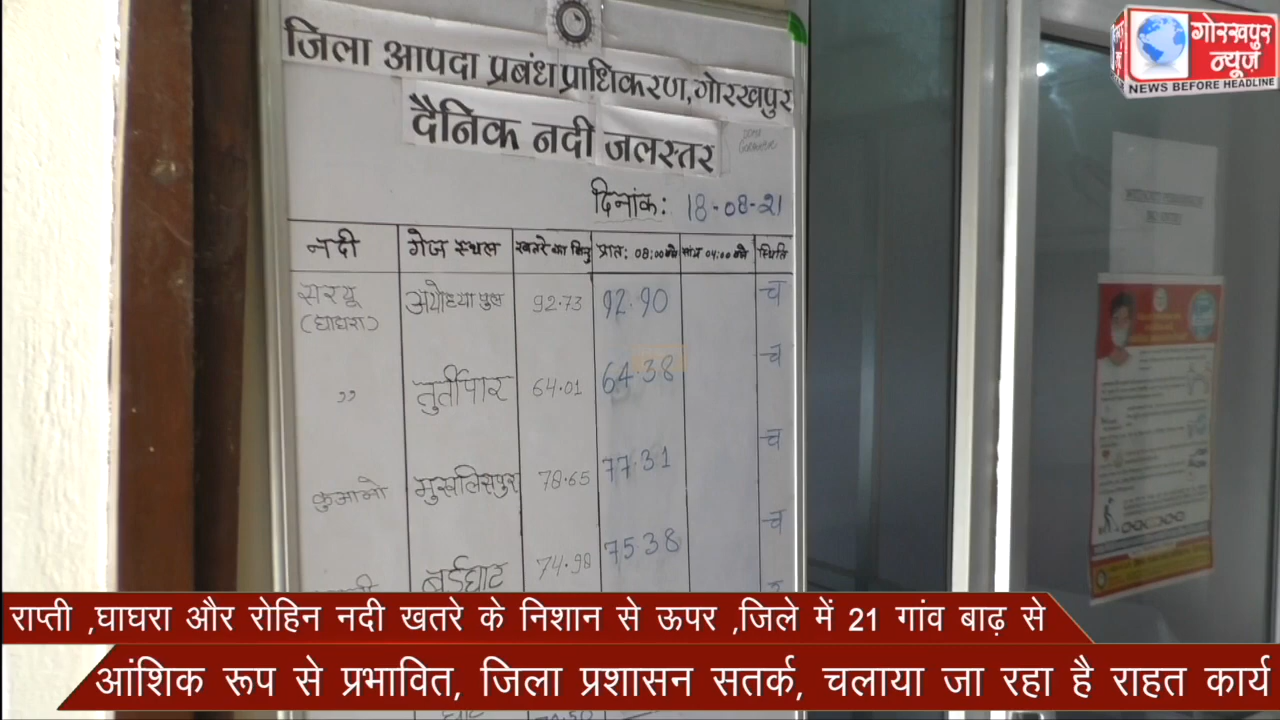 गोरखपुर
न्यूज़
NEWS BEFORE HEADLINE
जिला आपदा प्रबंध प्राधिकरण,गोरखपुर
दैनिक नदी जलस्तर
दिनांक: 18-08-21
नदी गेज स्थल खतरे का बिन्दु प्रात: 08:00 बजे सांय 04:00 बजे स्थिति
सरयू अयोध्या पुल 92.73 92.90 च
(घाघरा)
,, तुर्तीपार 64.01 64.38 च
कुआनो मुखलिसपुर 78.65 77.31 च
बर्डघाट 74.98 75 38 च
राप्ती ,घाघरा और रोहिन नदी खतरे के निशान से ऊपर ,जिले में 21 गांव बाढ़ से
आंशिक रूप से प्रभावित, जिला प्रशासन सतर्क, चलाया जा रहा है राहत कार्य